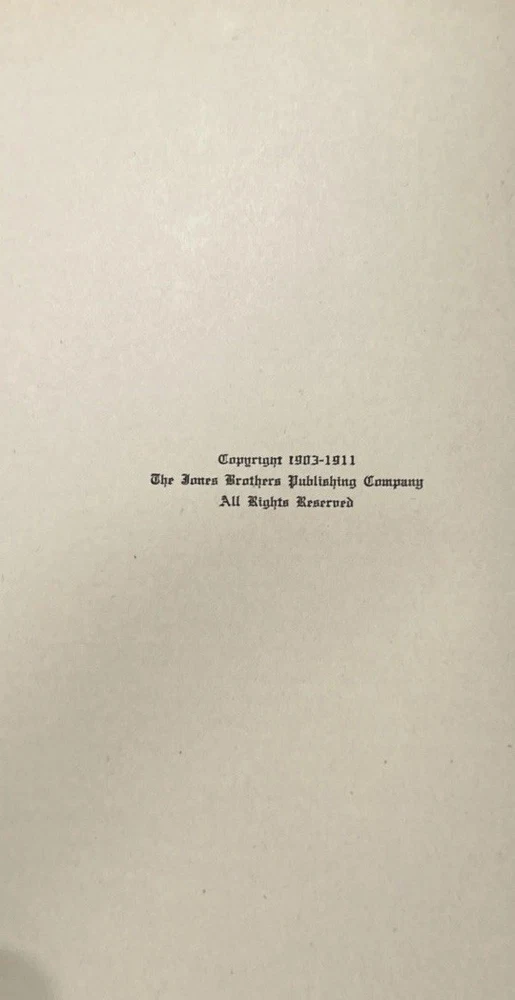 Copyright 1903-1911
The Jones Brothers Publishing Company
All Rights Reserved